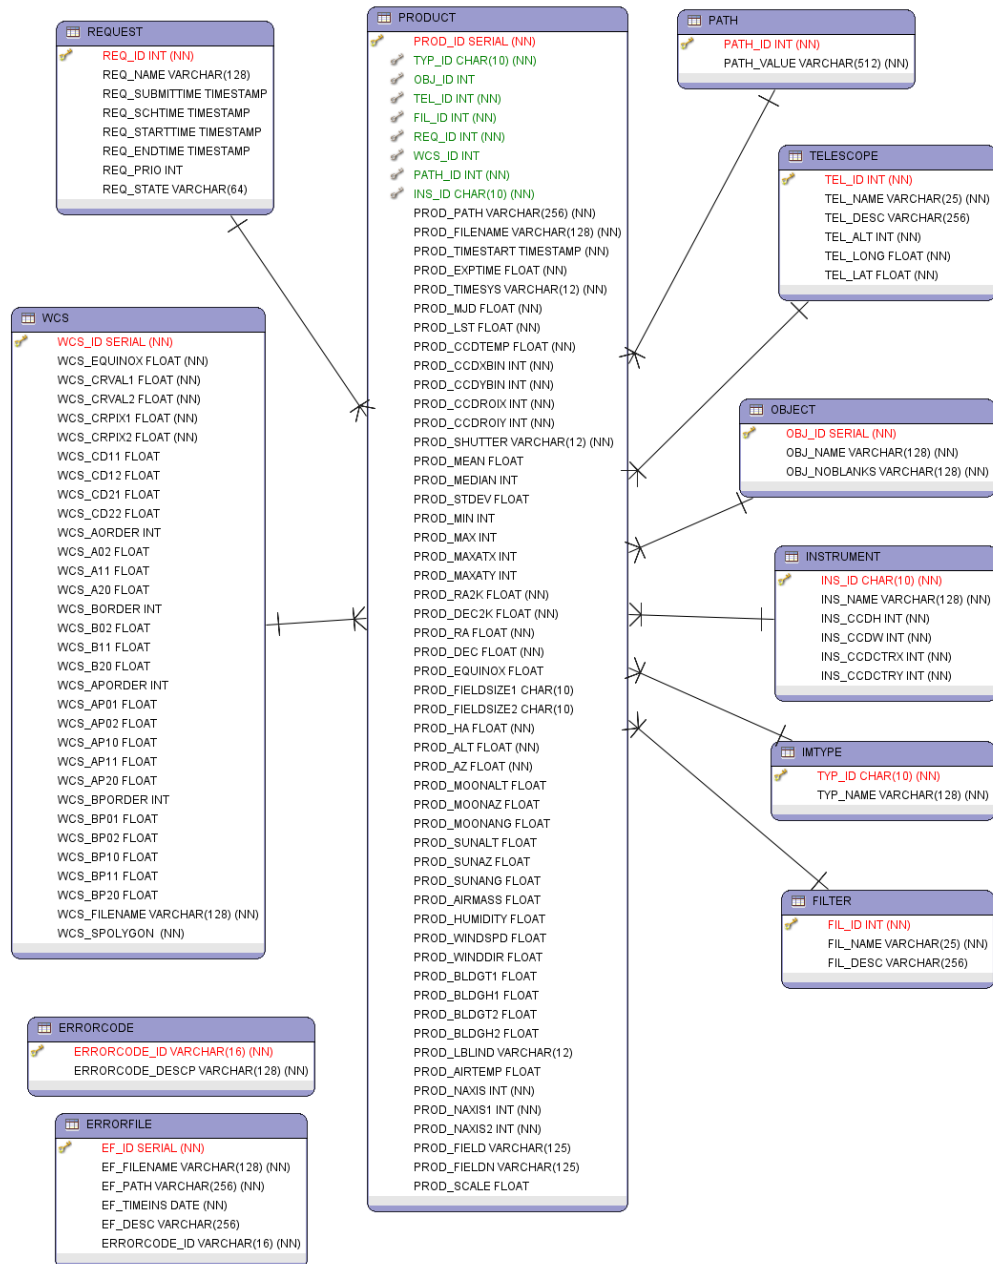 REQUEST
REQ_ID INT (NN)
REQ_NAME VARCHAR(128)
REQ_SUBMITTIME TIMESTAMP
REQ_SCHTIME TIMESTAMP
REQ_STARTTIME TIMESTAMP
REQ_ENDTIME TIMESTAMP
REQ_PRIO INT
REQ_STATE VARCHAR(64)
WCS
WCS_ID SERIAL (NN)
WCS_EQUINOX FLOAT (NN)
WCS_CRVAL1 FLOAT (NN)
WCS_CRVAL2 FLOAT (NN)
WCS_CRPIX1 FLOAT (NN)
WCS_CRPIX2 FLOAT (NN)
WCS_CD11 FLOAT
WCS_CD12 FLOAT
WCS_CD21 FLOAT
WCS_CD22 FLOAT
WCS_AORDER INT
WCS_A02 FLOAT
WCS_A11 FLOAT
WCS_A20 FLOAT
WCS_BORDER INT
WCS_B02 FLOAT
WCS_B11 FLOAT
WCS_B20 FLOAT
WCS_APORDER INT
WCS_AP01 FLOAT
WCS_AP02 FLOAT
WCS_AP10 FLOAT
WCS_AP11 FLOAT
WCS_AP20 FLOAT
WCS_BPORDER INT
WCS_BP01 FLOAT
WCS_BP02 FLOAT
WCS_BP10 FLOAT
WCS_BP11 FLOAT
WCS_BP20 FLOAT
WCS_FILENAME VARCHAR(128) (NN)
WCS_SPOLYGON (NN)
ERRORCODE
ERRORCODE_ID VARCHAR(16) (NN)
ERRORCODE_DESCP VARCHAR(128) (NN)
ERRORFILE
EF_ID SERIAL (NN)
EF_FILENAME VARCHAR(128) (NN)
EF_PATH VARCHAR(256) (NN)
EF_TIMEINS DATE (NN)
EF_DESC VARCHAR(256)
ERRORCODE_ID VARCHAR(16) (NN)
PRODUCT
PROD_ID SERIAL (NN)
TYP_ID CHAR(10) (NN)
OBJ_ID INT
TEL_ID INT (NN)
FIL_ID INT (NN)
REQ_ID INT (NN)
WCS_ID INT
PATH_ID INT (NN)
INS_ID CHAR(10) (NN)
PROD_PATH VARCHAR(256) (NN)
PROD_FILENAME VARCHAR(128) (NN)
PROD_TIMESTART TIMESTAMP (NN)
PROD_EXPTIME FLOAT (NN)
PROD_TIMESYS VARCHAR(12) (NN)
PROD_MJD FLOAT (NN)
PROD_LST FLOAT (NN)
PROD_CCDTEMP FLOAT (NN)
PROD_CCDXBIN INT (NN)
PROD_CCDYBIN INT (NN)
PROD_CCDROIX INT (NN)
PROD_CCDROIY INT (NN)
PROD_SHUTTER VARCHAR(12) (NN)
PROD_MEAN FLOAT
PROD_MEDIAN INT
PROD_STDEV FLOAT
PROD_MIN INT
PROD_MAX INT
PROD_MAXATX INT
PROD_MAXATY INT
PROD_RA2K FLOAT (NN)
PROD_DEC2K FLOAT (NN)
PROD_RA FLOAT (NN)
PROD_DEC FLOAT (NN)
PROD_EQUINOX FLOAT
PROD_FIELDSIZE1 CHAR(10)
PROD_FIELDSIZE2 CHAR(10)
PROD_HA FLOAT (NN)
PROD_ALT FLOAT (NN)
PROD_AZ FLOAT (NN)
PROD_MOONALT FLOAT
PROD_MOONAZ FLOAT
PROD_MOONANG FLOAT
PROD_SUNALT FLOAT
PROD_SUNAZ FLOAT
PROD_SUNANG FLOAT
PROD_AIRMASS FLOAT
PROD_HUMIDITY FLOAT
PROD_WINDSPD FLOAT
PROD_WINDDIR FLOAT
PROD_BLDGT1 FLOAT
PROD_BLDGH1 FLOAT
PROD_BLDGT2 FLOAT
PROD_BLDGH2 FLOAT
PROD_LBLIND VARCHAR(12)
PROD_AIRTEMP FLOAT
PROD_NAXIS INT (NN)
PROD_NAXIS1 INT (NN)
PROD_NAXIS2 INT (NN)
PROD_FIELD VARCHAR(125)
PROD_FIELDN VARCHAR(125)
PROD_SCALE FLOAT
PATH
PATH_ID INT (NN)
PATH_VALUE VARCHAR(512) (NN)
TELESCOPE
TEL_ID INT (NN)
TEL_NAME VARCHAR(25) (NN)
TEL_DESC VARCHAR(256)
TEL_ALT INT (NN)
TEL_LONG FLOAT (NN)
TEL_LAT FLOAT (NN)
OBJECT
OBJ_ID SERIAL (NN)
OBJ_NAME VARCHAR(128) (NN)
OBJ_NOBLANKS VARCHAR(128) (NN)
INSTRUMENT
INS_ID CHAR(10) (NN)
INS_NAME VARCHAR(128) (NN)
INS_CCDH INT (NN)
INS_CCDW INT (NN)
INS_CCDCTRX INT (NN)
INS_CCDCTRY INT (NN)
IMTYPE
TYP_ID CHAR(10) (NN)
TYP_NAME VARCHAR(128) (NN)
FILTER
FIL_ID INT (NN)
FIL_NAME VARCHAR(25) (NN)
FIL_DESC VARCHAR(256)